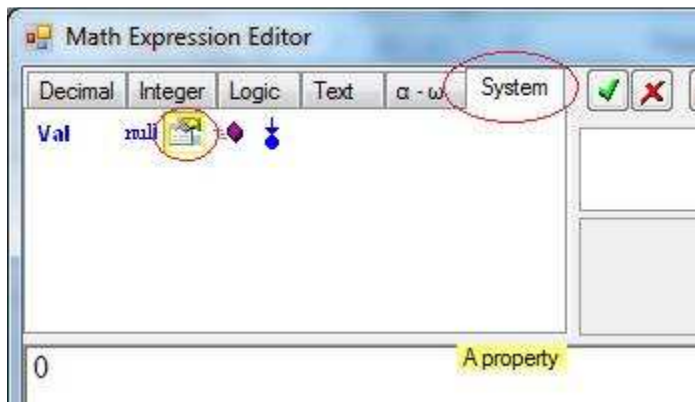 Math Expression Editor
Decimal Integer Logic Text α - ω System
Val null
A property
0